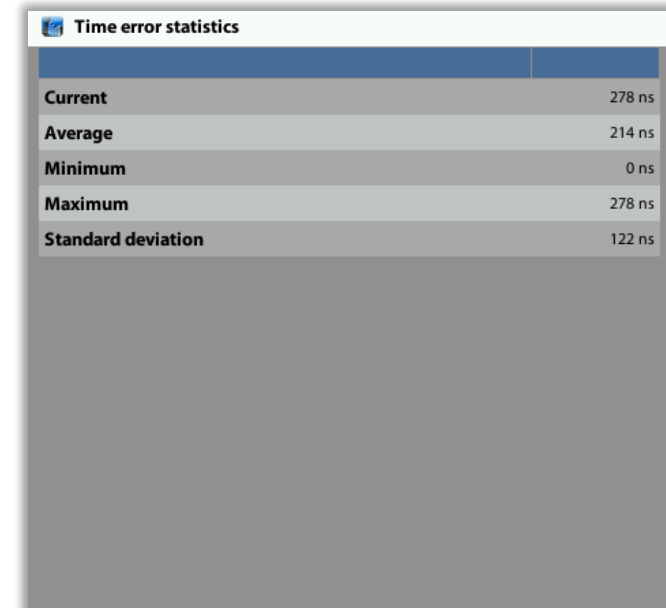 Time error statistics
Current 278 ns
Average 214 ns
Minimum 0 ns
Maximum 278 ns
Standard deviation 122 ns